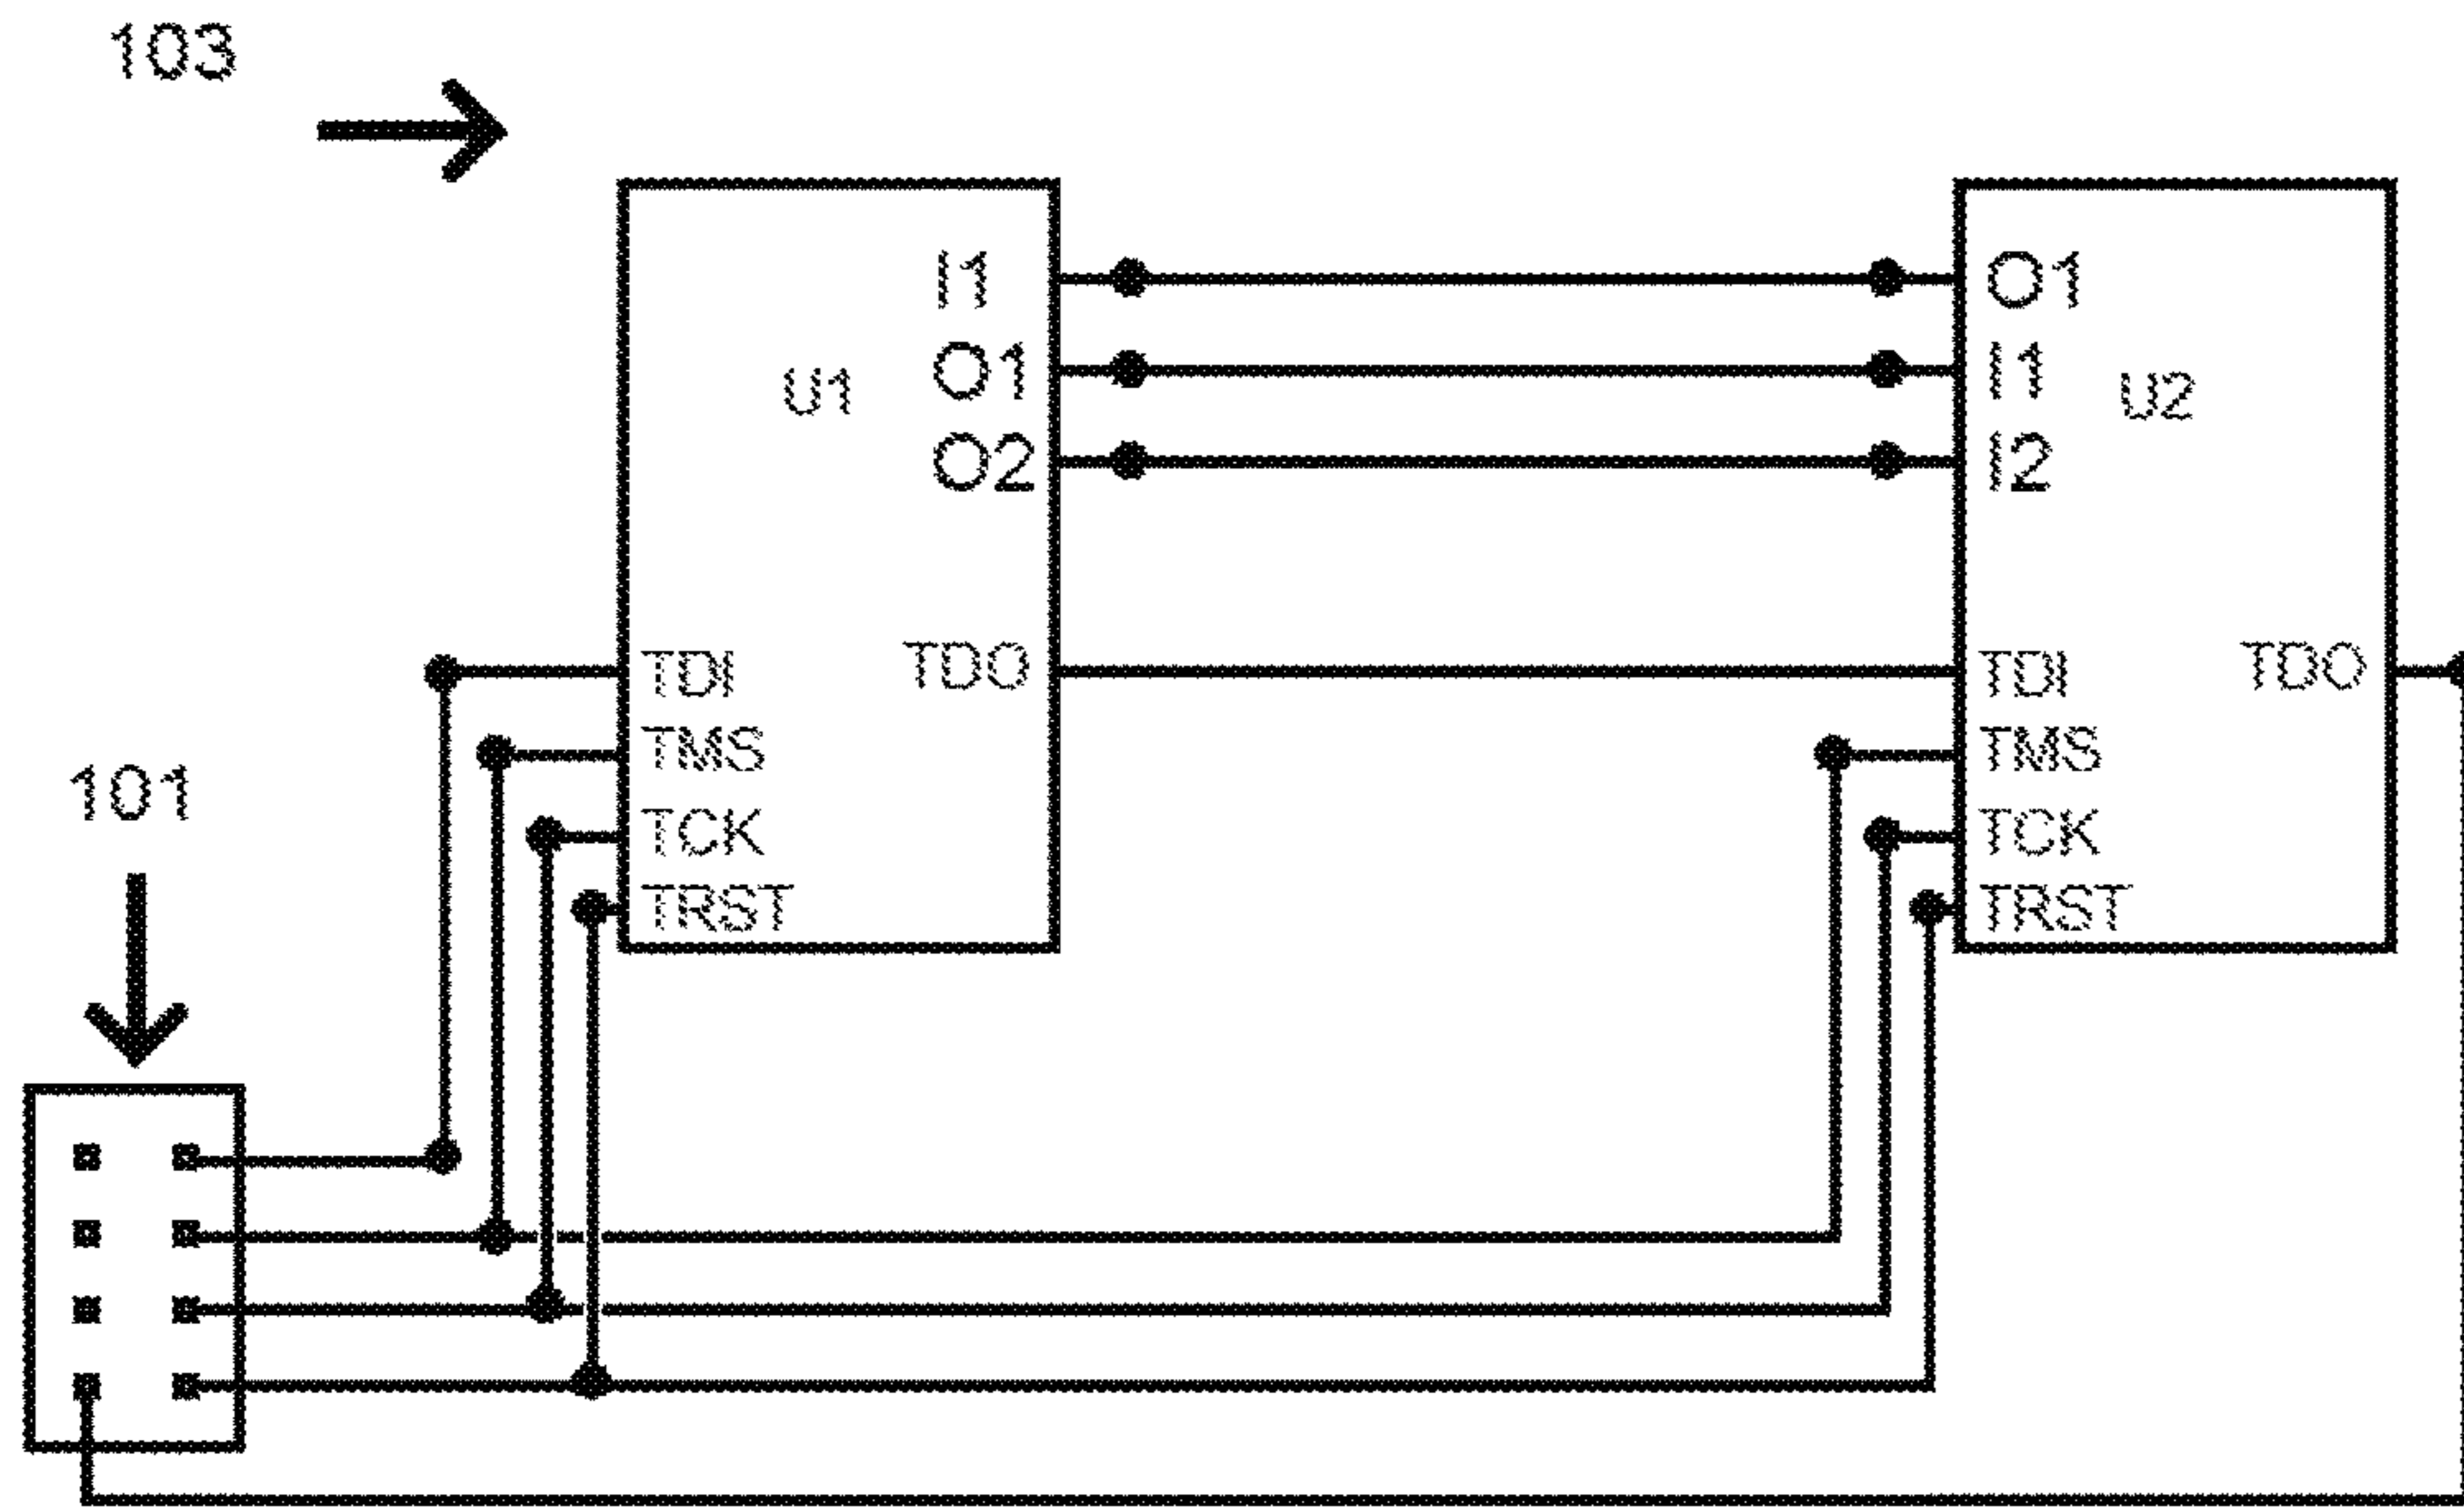 103
I1
O1
O2
U1
TDI
TDO
TMS
TCK
TRST
O1
I1
I2
U2
TDI
TDO
TMS
TCK
TRST
101